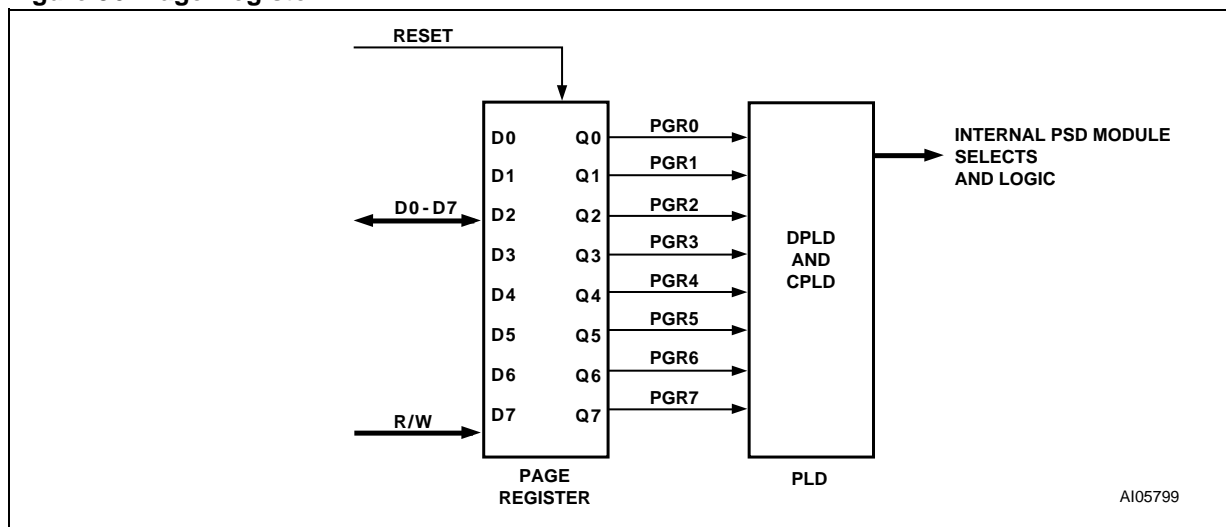 RESET
D0
Q0
PGR0
D1
Q1
PGR1
D0-D7
D2
Q2
PGR2
D3
Q3
PGR3
D4
Q4
PGR4
D5
Q5
PGR5
D6
Q6
PGR6
R/W
D7
Q7
PGR7
DPLD
AND
CPLD
INTERNAL PSD MODULE
SELECTS
AND LOGIC
PAGE
REGISTER
PLD
AI05799